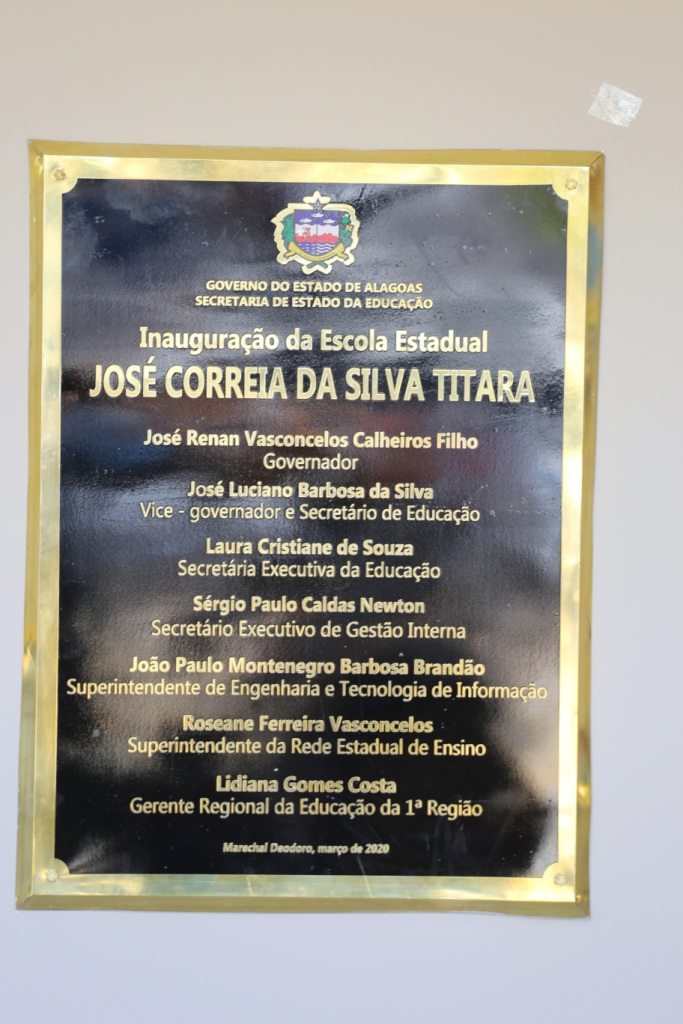 GOVERNO DO ESTADO DE ALAGOAS
SECRETARIA DE ESTADO DA EDUCAÇÃO
Inauguração da Escola Estadual
JOSÉ CORREIA DA SILVA TITARA
José Renan Vasconcelos Calheiros Filho
Governador
José Luciano Barbosa da Silva
Vice - governador e Secretário de Educação
Laura Cristiane de Souza
Secretária Executiva da Educação
Sérgio Paulo Caldas Newton
Secretário Executivo de Gestão Interna
João Paulo Montenegro Barbosa Brandão
Superintendente de Engenharia e Tecnologia de Informação
Roseane Ferreira Vasconcelos
Superintendente da Rede Estadual de Ensino
Lidiana Gomes Costa
Gerente Regional da Educação da 1ª Região
Marechal Deodoro, março de 2020